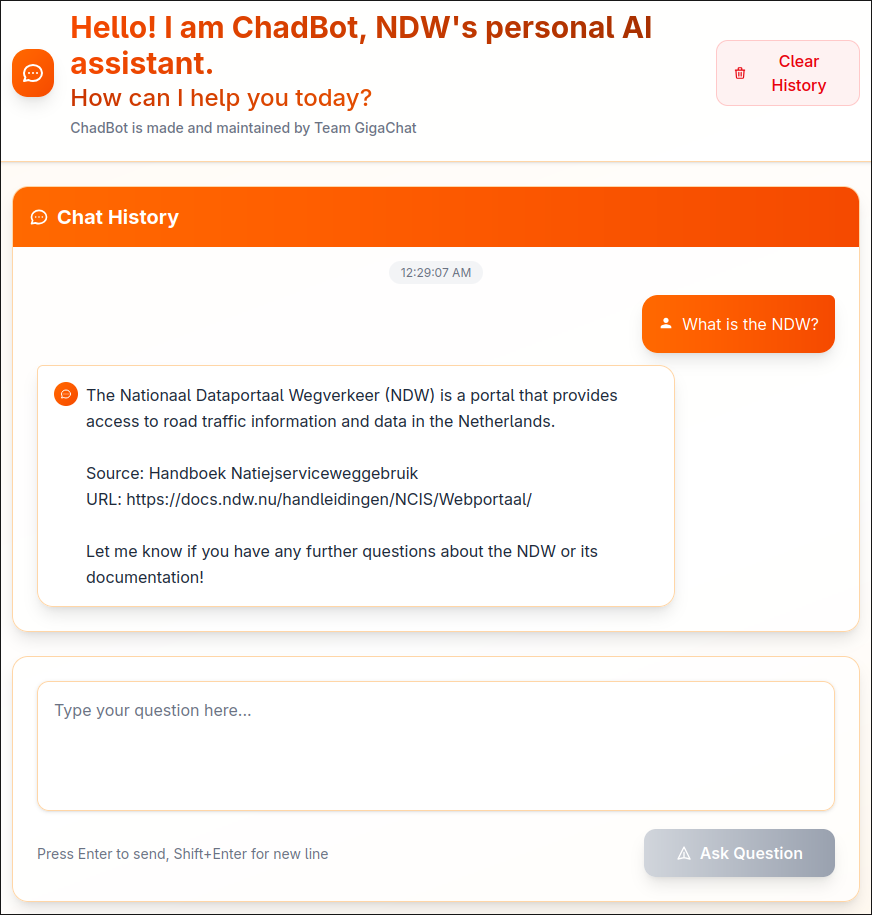 Hello! I am ChadBot, NDW's personal AI
assistant.
How can I help you today?
ChadBot is made and maintained by Team GigaChat
Clear
History
Chat History
12:29:07 AM
What is the NDW?
The Nationaal Dataportaal Wegverkeer (NDW) is a portal that provides
access to road traffic information and data in the Netherlands.
Source: Handboek Natiejserviceweggebruik
URL: https://docs.ndw.nu/handleidingen/NCIS/Webportaal/
Let me know if you have any further questions about the NDW or its
documentation!
Type your question here...
Press Enter to send, Shift+Enter for new line
Ask Question